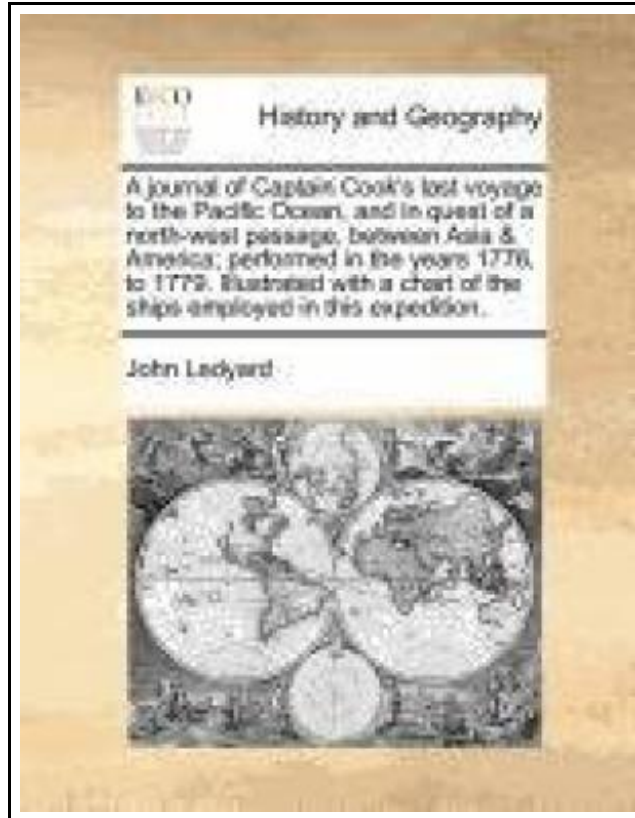 ECCO
History and Geography
A journal of Captain Cook's last voyage
to the Pacific Ocean, and in quest of a
north-west passage, between Asia &
America; performed in the years 1776,
to 1779. Illustrated with a chart of the
ships employed in this expedition.
John Ledyard